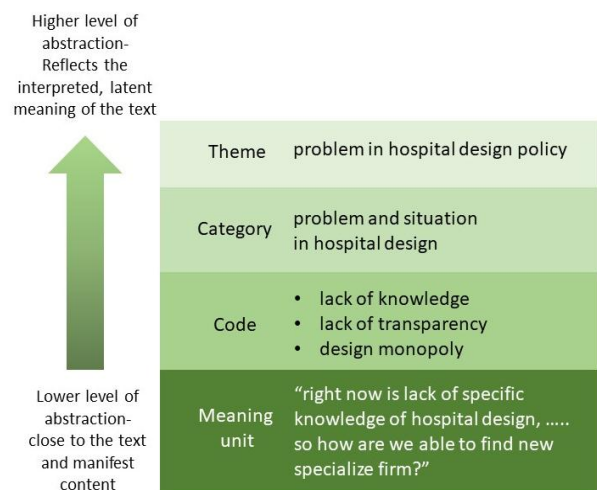 Higher level of
abstraction-
Reflects the
interpreted, latent
meaning of the text
Theme
problem in hospital design policy
Category
problem and situation
in hospital design
Code
• lack of knowledge
• lack of transparency
• design monopoly
Lower level of
abstraction-
close to the text
and manifest
content
Meaning
unit
“right now is lack of specific
knowledge of hospital design, .....
so how are we able to find new
specialize firm?”